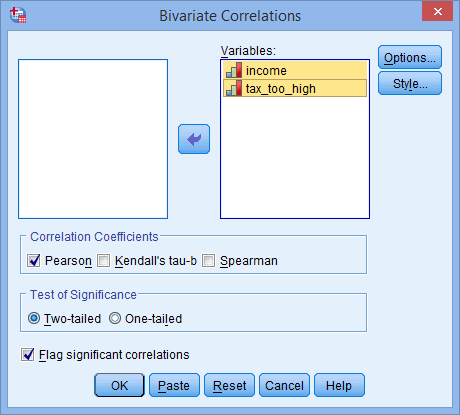 Bivariate Correlations
Variables:
income
tax_too_high
Options...
Style...
Correlation Coefficients
Pearson Kendall's tau-b Spearman
Test of Significance
Two-tailed One-tailed
Flag significant correlations
OK Paste Reset Cancel Help